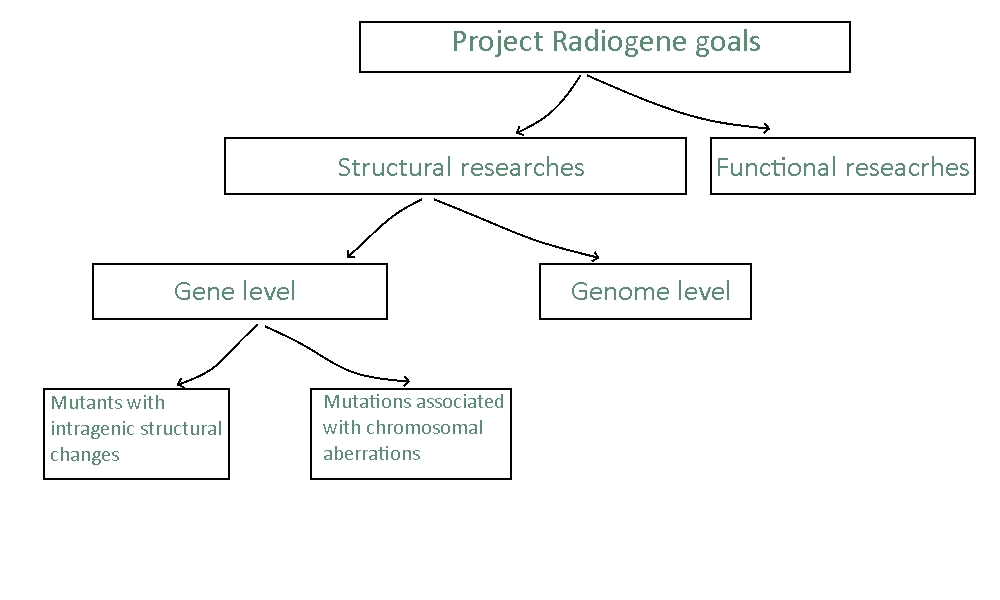 Project Radiogene goals
Structural researches
Functional reseacrhes
Gene level
Genome level
Mutants with
intragenic structural
changes
Mutations associated
with chromosomal
aberrations